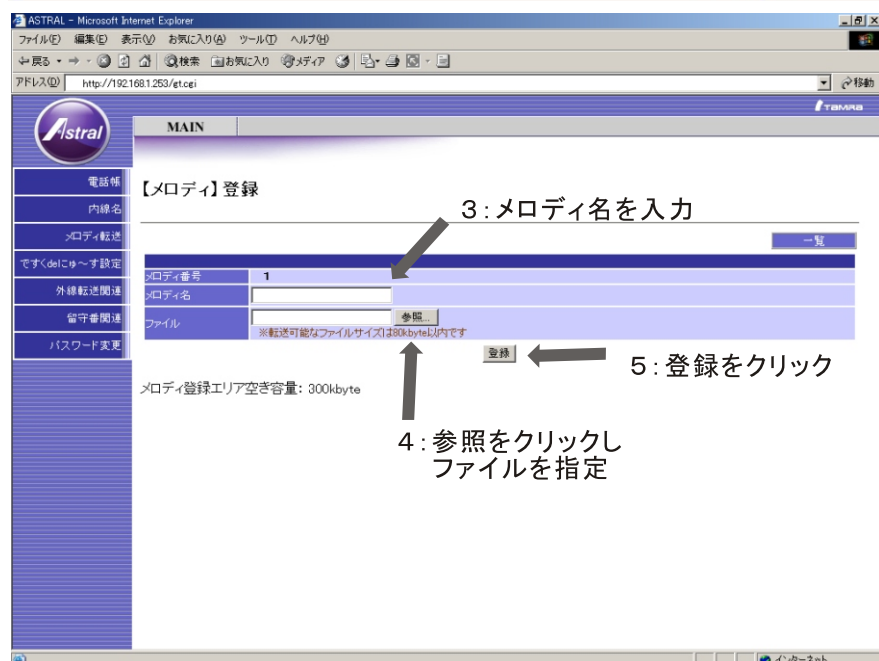 ASTRAL - Microsoft Internet Explorer
ファイル(F) 編集(E) 表示(V) お気に入り(A) ツール(T) ヘルプ(H)
戻る 検索 お気に入り メディア
アドレス(D) http://192.168.1.253/et.cgi 移動
TAMRA
Astral MAIN
電話帳
内線名
メロディ転送
ですくdelにゅ～す設定
外線転送関連
留守番関連
パスワード変更
【メロディ】登録
3:メロディ名を入力
一覧
メロディ番号 1
メロディ名
ファイル 参照...
※転送可能なファイルサイズは80kbyte以内です
登録
5:登録をクリック
メロディ登録エリア空き容量: 300kbyte
4:参照をクリックし
ファイルを指定
インターネット